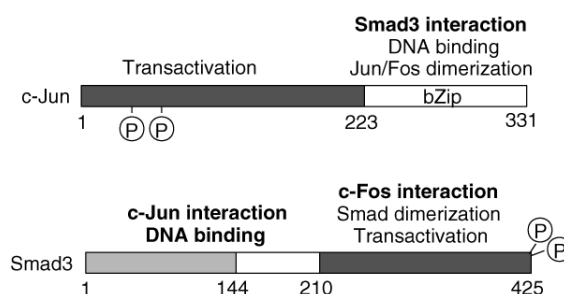 Smad3 interaction
DNA binding
Transactivation Jun/Fos dimerization
c-Jun bZip
1 P P 223 331
c-Fos interaction
c-Jun interaction Smad dimerization
DNA binding Transactivation P P
Smad3
1 144 210 425